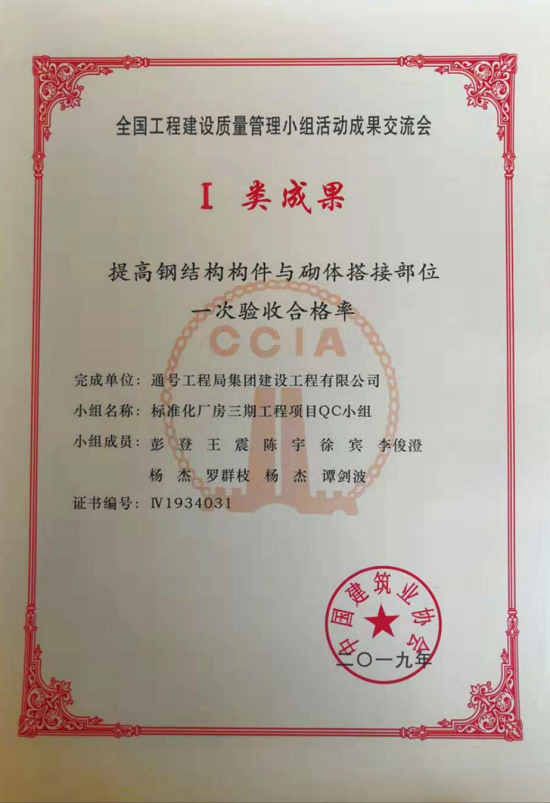 全国工程建设质量管理小组活动成果交流会
I 类成果
提高钢结构构件与砌体搭接部位
一次验收合格率
CCIA
完成单位：通号工程局集团建设工程有限公司
小组名称：标准化厂房三期工程项目QC小组
小组成员：彭 登 王 震 陈 宇 徐 宾 李俊澄
杨 杰 罗群枝 杨 杰 谭剑波
证书编号：Ⅳ1934031
中国建筑业协会
二〇一九年